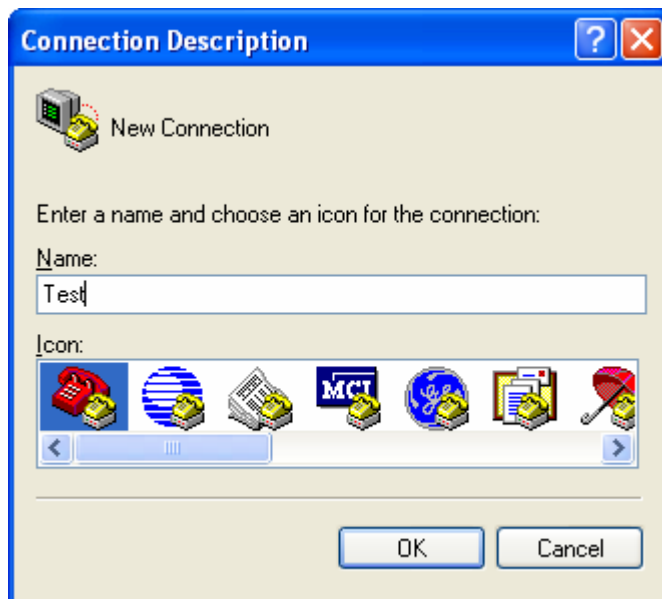 Connection Description
New Connection
Enter a name and choose an icon for the connection:
Name:
Test
Icon:
MCI
OK
Cancel